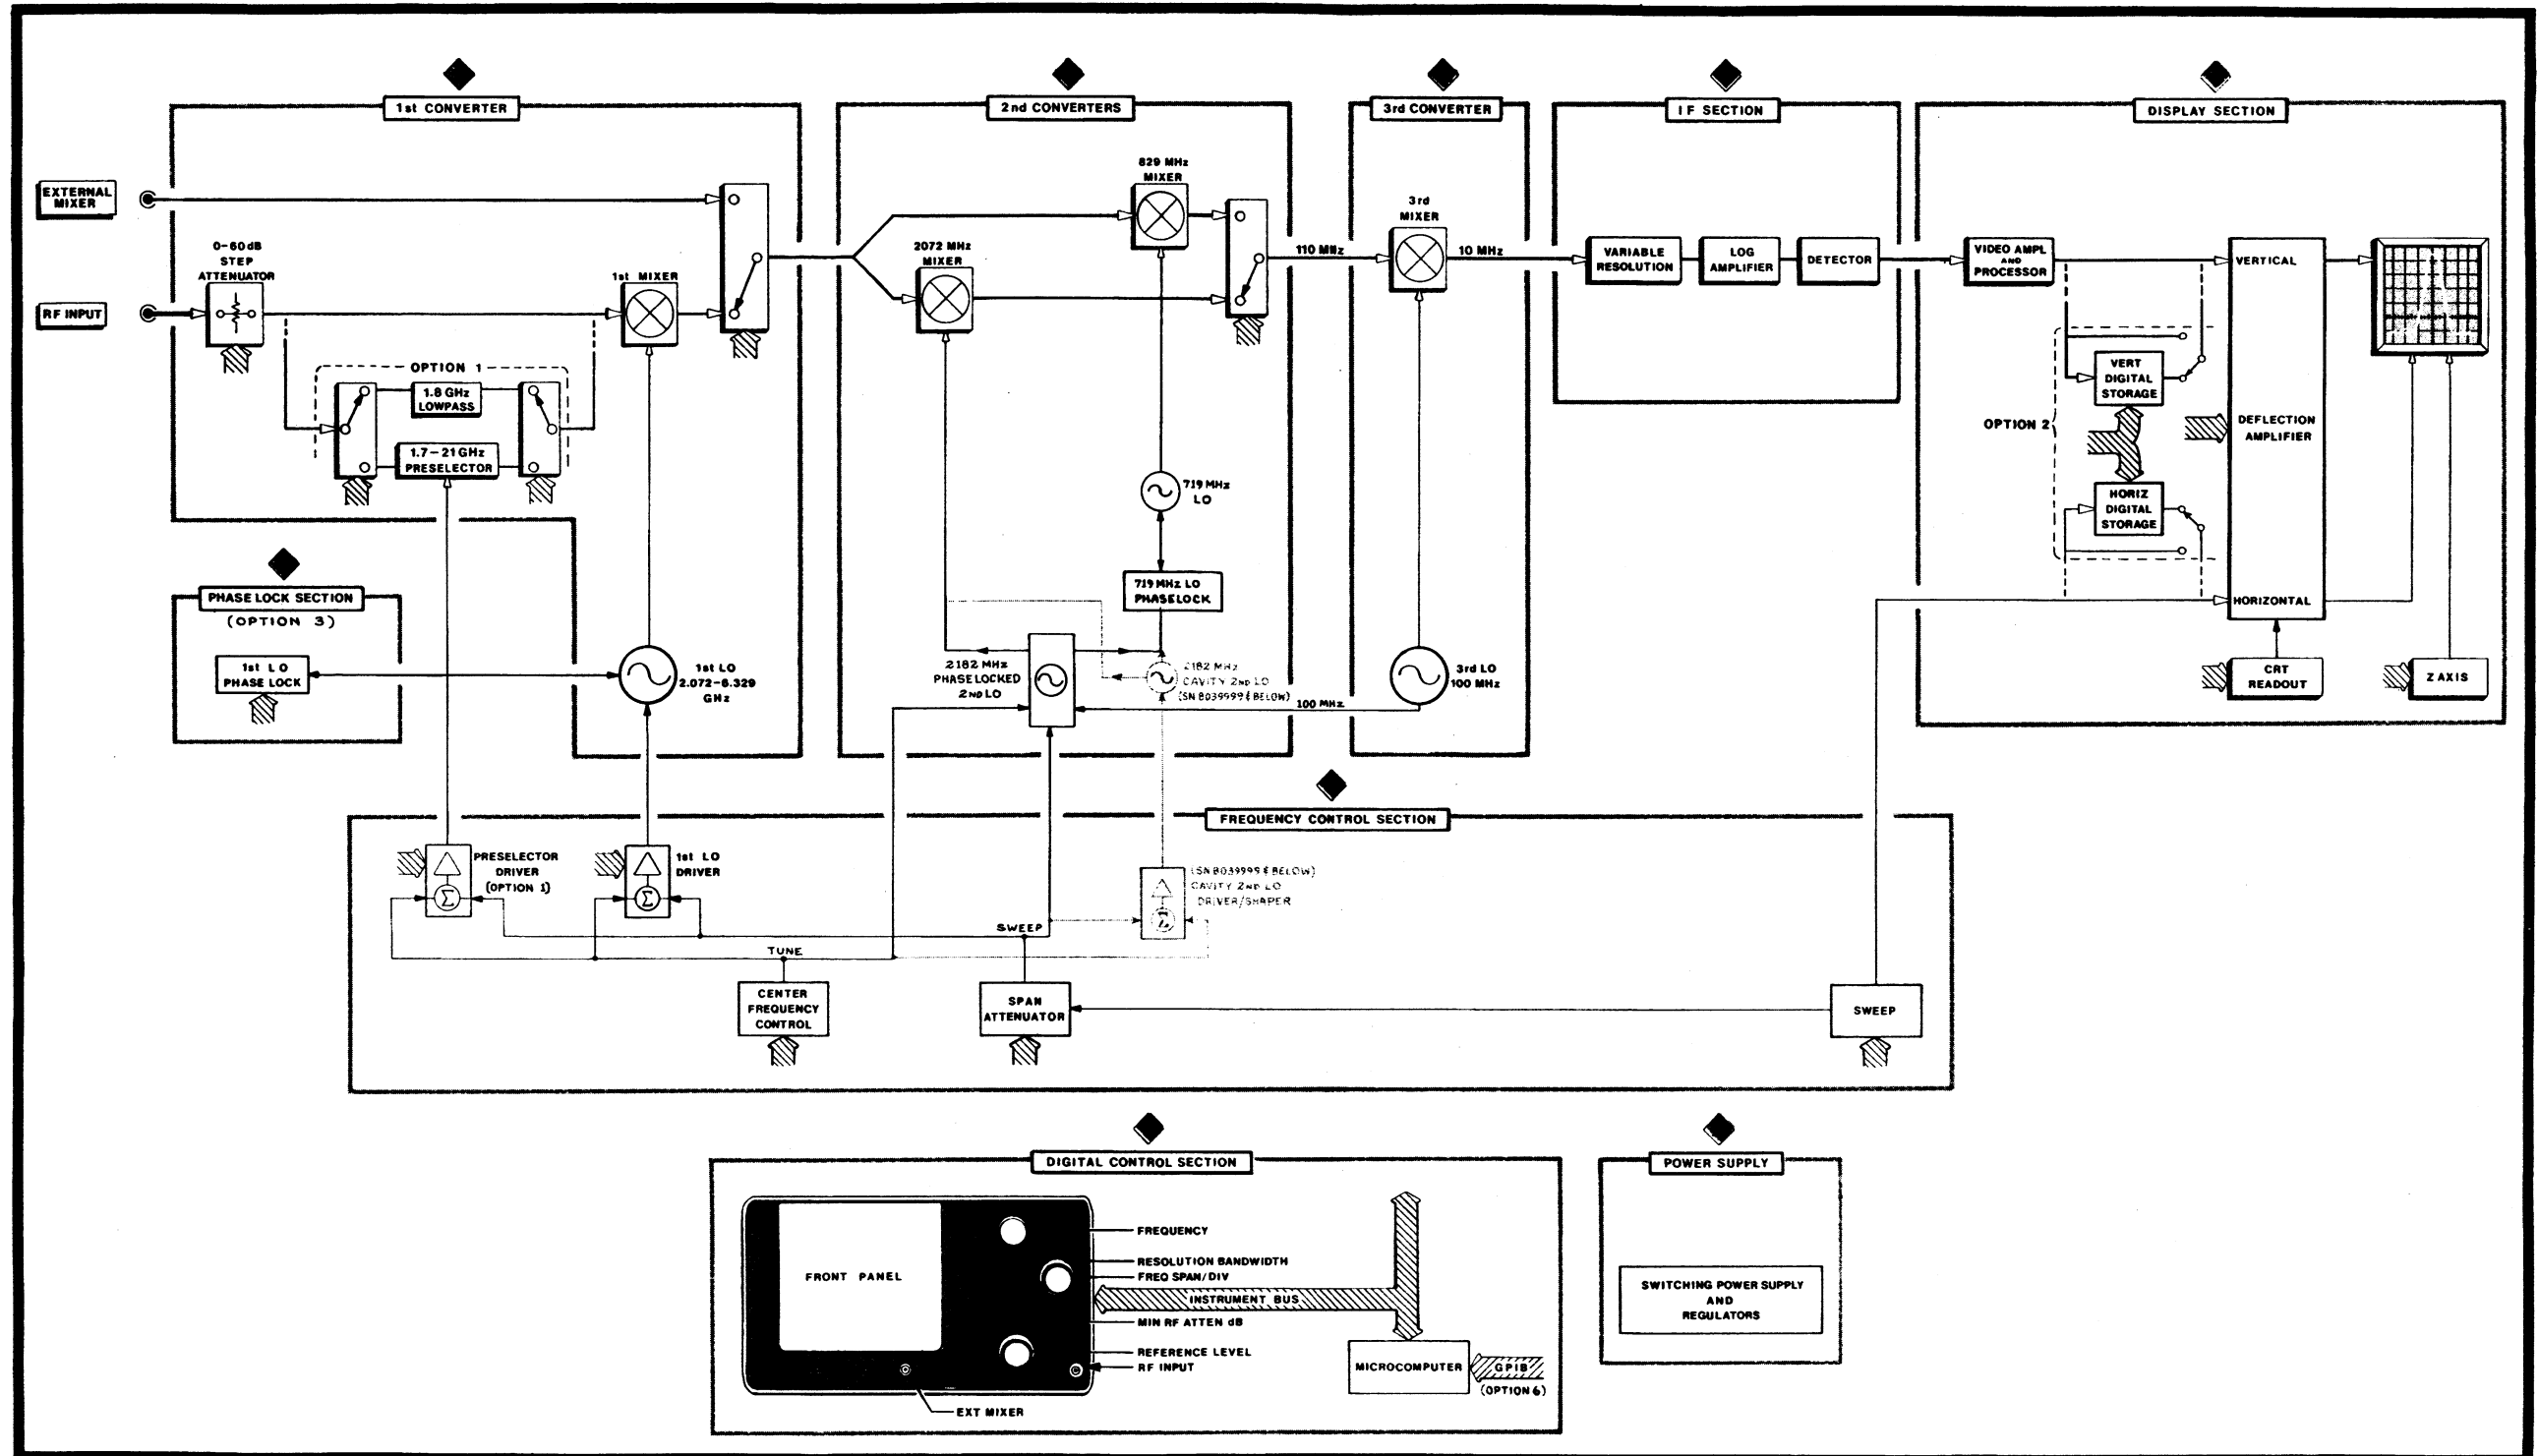 1st CONVERTER
2nd CONVERTERS
3rd CONVERTER
IF SECTION
DISPLAY SECTION
EXTERNAL
MIXER
RF INPUT
0-60dB
STEP
ATTENUATOR
1st MIXER
OPTION 1
1.8 GHz
LOWPASS
1.7-21 GHz
PRESELECTOR
829 MHz
MIXER
2072 MHz
MIXER
719 MHz
LO
719 MHz LO
PHASELOCK
2182 MHz
PHASE LOCKED
2ND LO
2182 MHz
CAVITY 2ND LO
(SN B039999 & BELOW)
110 MHz
3rd
MIXER
10 MHz
3rd LO
100 MHz
100 MHz
VARIABLE
RESOLUTION
LOG
AMPLIFIER
DETECTOR
VIDEO AMPL
AND
PROCESSOR
VERTICAL
VERT
DIGITAL
STORAGE
OPTION 2
DEFLECTION
AMPLIFIER
HORIZ
DIGITAL
STORAGE
HORIZONTAL
CRT
READOUT
Z AXIS
PHASE LOCK SECTION
(OPTION 3)
1st LO
PHASE LOCK
1st LO
2.072-6.329
GHz
FREQUENCY CONTROL SECTION
PRESELECTOR
DRIVER
(OPTION 1)
Σ
1st LO
DRIVER
Σ
(SN B039999 & BELOW)
CAVITY 2ND LO
DRIVER/SHAPER
Σ
SWEEP
TUNE
CENTER
FREQUENCY
CONTROL
SPAN
ATTENUATOR
SWEEP
DIGITAL CONTROL SECTION
FRONT PANEL
FREQUENCY
RESOLUTION BANDWIDTH
FREQ SPAN/DIV
INSTRUMENT BUS
MIN RF ATTEN dB
REFERENCE LEVEL
RF INPUT
EXT MIXER
MICROCOMPUTER
GPIB
(OPTION 6)
POWER SUPPLY
SWITCHING POWER SUPPLY
AND
REGULATORS